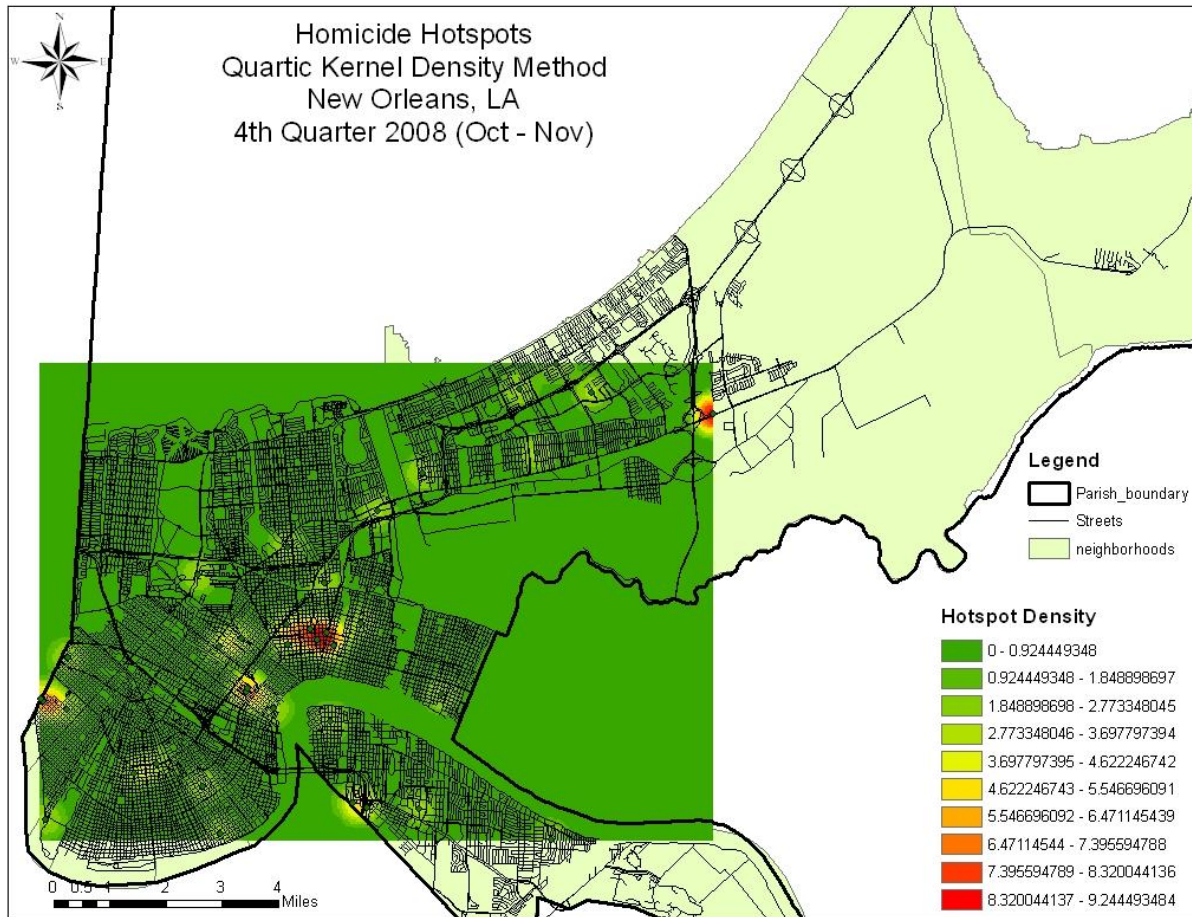 N
W E
S
Homicide Hotspots
Quartic Kernel Density Method
New Orleans, LA
4th Quarter 2008 (Oct - Nov)
Legend
Parish_boundary
Streets
neighborhoods
Hotspot Density
0 - 0.924449348
0.924449348 - 1.848898697
1.848898698 - 2.773348045
2.773348046 - 3.697797394
3.697797395 - 4.622246742
4.622246743 - 5.546696091
5.546696092 - 6.471145439
6.47114544 - 7.395594788
7.395594789 - 8.320044136
8.320044137 - 9.244493484
0 0.5 1 2 3 4
Miles